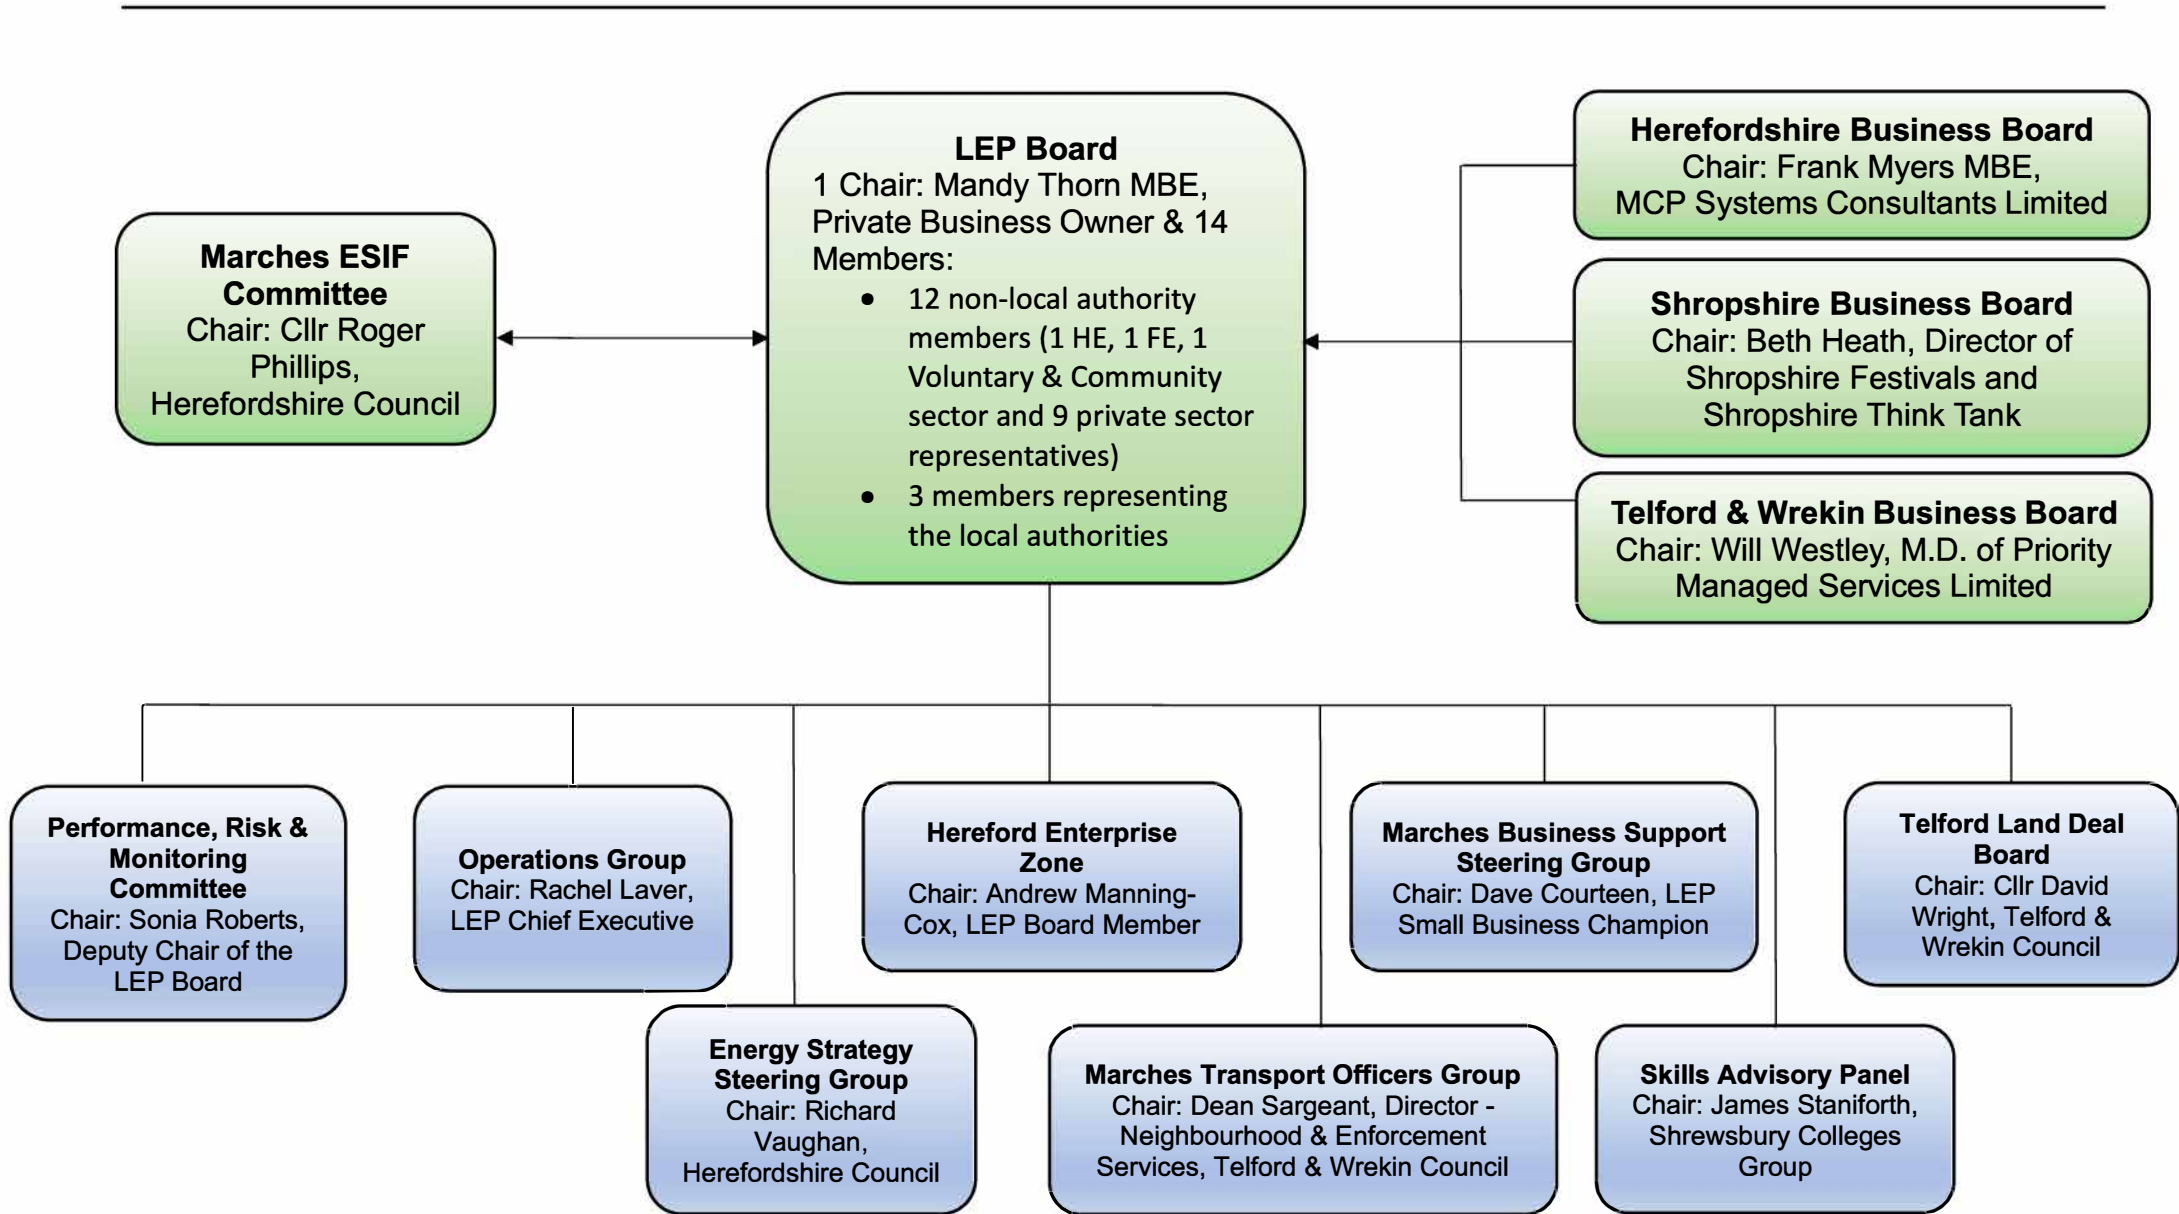 LEP Board
1 Chair: Mandy Thorn MBE,
Private Business Owner & 14
Members:
• 12 non-local authority
members (1 HE, 1 FE, 1
Voluntary & Community
sector and 9 private sector
representatives)
• 3 members representing
the local authorities
Marches ESIF
Committee
Chair: Cllr Roger
Phillips,
Herefordshire Council
Herefordshire Business Board
Chair: Frank Myers MBE,
MCP Systems Consultants Limited
Shropshire Business Board
Chair: Beth Heath, Director of
Shropshire Festivals and
Shropshire Think Tank
Telford & Wrekin Business Board
Chair: Will Westley, M.D. of Priority
Managed Services Limited
Performance, Risk &
Monitoring
Committee
Chair: Sonia Roberts,
Deputy Chair of the
LEP Board
Operations Group
Chair: Rachel Laver,
LEP Chief Executive
Energy Strategy
Steering Group
Chair: Richard
Vaughan,
Herefordshire Council
Hereford Enterprise
Zone
Chair: Andrew Manning-
Cox, LEP Board Member
Marches Transport Officers Group
Chair: Dean Sargeant, Director -
Neighbourhood & Enforcement
Services, Telford & Wrekin Council
Marches Business Support
Steering Group
Chair: Dave Courteen, LEP
Small Business Champion
Skills Advisory Panel
Chair: James Staniforth,
Shrewsbury Colleges
Group
Telford Land Deal
Board
Chair: Cllr David
Wright, Telford &
Wrekin Council